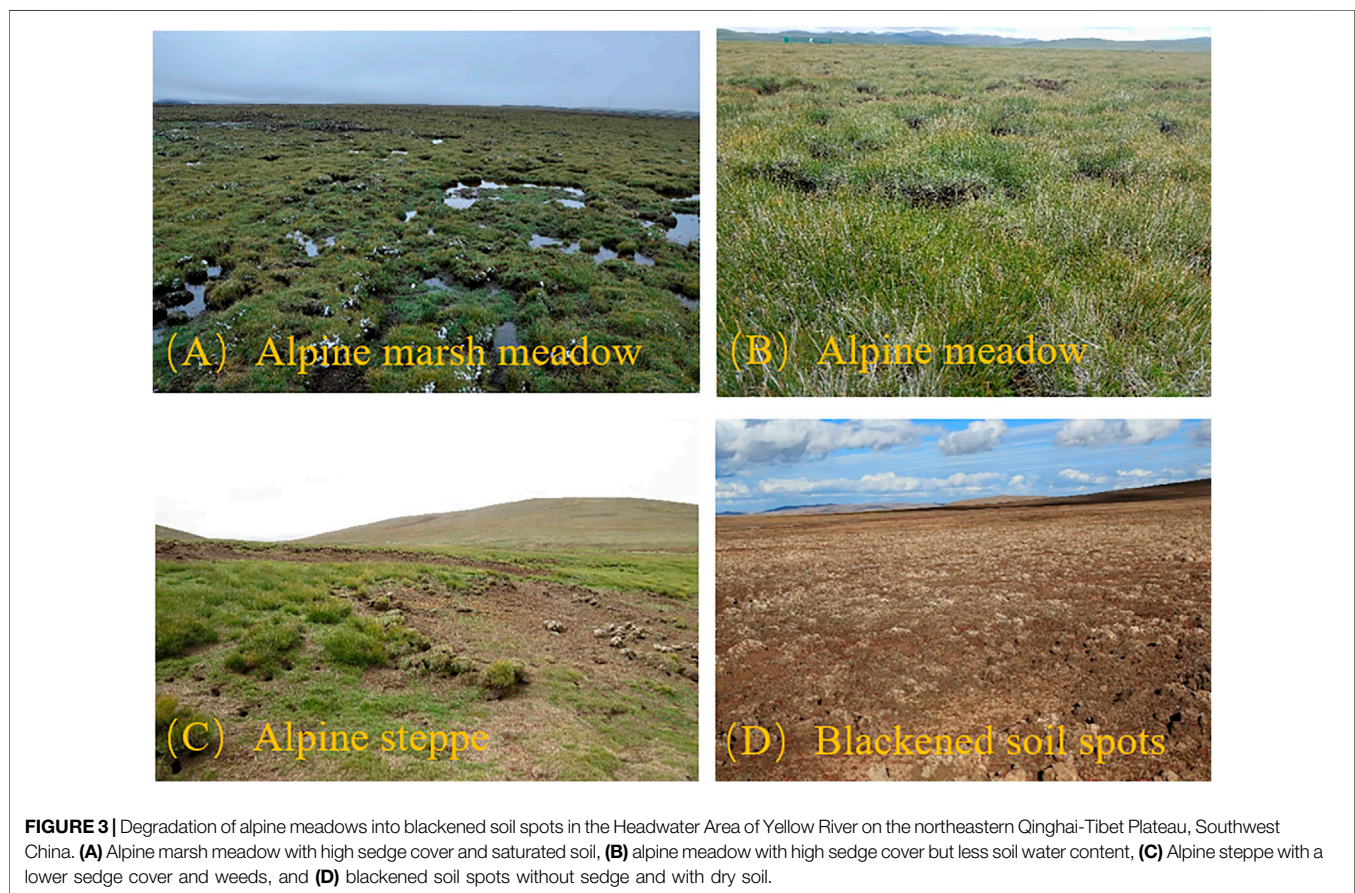 (A) Alpine marsh meadow
(B) Alpine meadow
(C) Alpine steppe
(D) Blackened soil spots
FIGURE 3 | Degradation of alpine meadows into blackened soil spots in the Headwater Area of Yellow River on the northeastern Qinghai-Tibet Plateau, Southwest
China. (A) Alpine marsh meadow with high sedge cover and saturated soil, (B) alpine meadow with high sedge cover but less soil water content, (C) Alpine steppe with a
lower sedge cover and weeds, and (D) blackened soil spots without sedge and with dry soil.